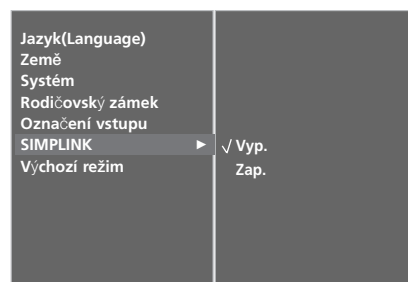 Jazyk(Language)
Země
Systém
Rodičovský zámek
Označení vstupu
SIMPLINK ►
Výchozí režim
√ Vyp.
Zap.